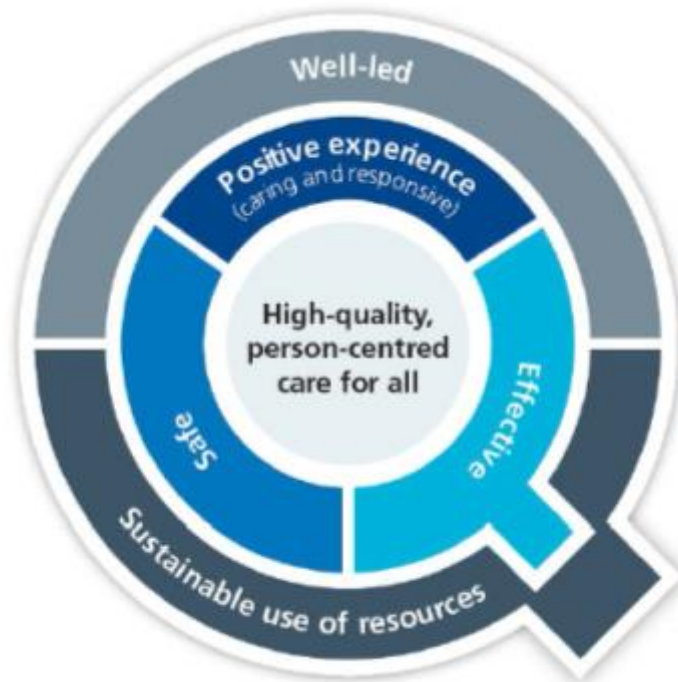 Well-led
Positive experience
(caring and responsive)
High-quality,
person-centred
care for all
Safe
Effective
Sustainable use of resources